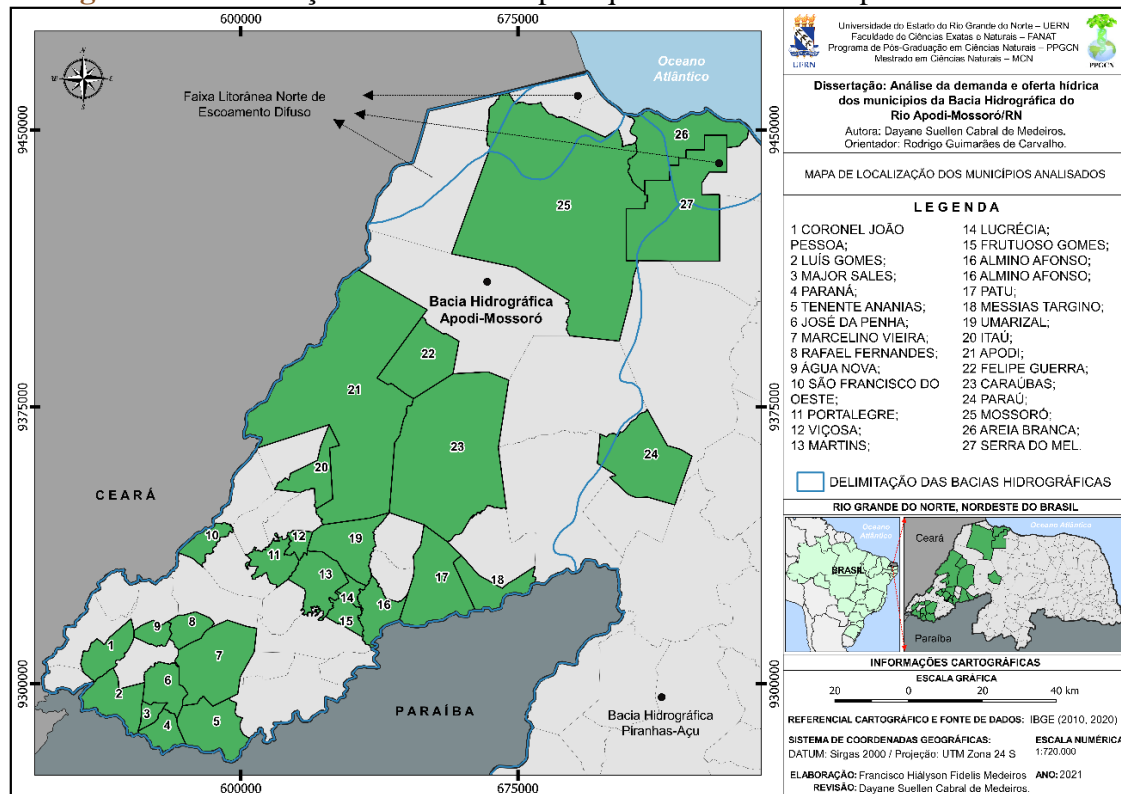 600000
675000
Oceano
Atlântico
Faixa Litorânea Norte de
Escoamento Difuso
9450000
9450000
26
25
27
Bacia Hidrográfica
Apodi-Mossoró
22
21
9375000
9375000
23
24
20
CEARÁ
10
12
19
11
13
17
18
14
16
15
9
8
1
7
6
2
3
4
5
9300000
9300000
PARAÍBA
Bacia Hidrográfica
Piranhas-Açu
600000
675000
UERN
Universidade do Estado do Rio Grande do Norte – UERN
Faculdade do Ciências Exatas o Naturais – FANAT
Programa de Pós-Graduação em Ciências Naturais – PPGCN
Mestrado em Ciências Naturais – MCN
PPGCN
Dissertação: Análise da demanda e oferta hídrica
dos municípios da Bacia Hidrográfica do
Rio Apodi-Mossoró/RN
Autora: Dayane Suellen Cabral de Medeiros.
Orientador: Rodrigo Guimarães de Carvalho.
MAPA DE LOCALIZAÇÃO DOS MUNICÍPIOS ANALISADOS
LEGENDA
1 CORONEL JOÃO
PESSOA;
2 LUÍS GOMES;
3 MAJOR SALES;
4 PARANÁ;
5 TENENTE ANANIAS;
6 JOSÉ DA PENHA;
7 MARCELINO VIEIRA;
8 RAFAEL FERNANDES;
9 ÁGUA NOVA;
10 SÃO FRANCISCO DO
OESTE;
11 PORTALEGRE;
12 VIÇOSA;
13 MARTINS;
14 LUCRÉCIA;
15 FRUTUOSO GOMES;
16 ALMINO AFONSO;
16 ALMINO AFONSO;
17 PATU;
18 MESSIAS TARGINO;
19 UMARIZAL;
20 ITAÚ;
21 APODI;
22 FELIPE GUERRA;
23 CARAÚBAS;
24 PARAÚ;
25 MOSSORÓ;
26 AREIA BRANCA;
27 SERRA DO MEL.
DELIMITAÇÃO DAS BACIAS HIDROGRÁFICAS
RIO GRANDE DO NORTE, NORDESTE DO BRASIL
Oceano
Atlântico
BRASIL
Ceará
Oceano Atlântico
Paraíba
INFORMAÇÕES CARTOGRÁFICAS
ESCALA GRÁFICA
20 0 20 40 km
REFERENCIAL CARTOGRÁFICO E FONTE DE DADOS: IBGE (2010, 2020)
SISTEMA DE COORDENADAS GEOGRÁFICAS: ESCALA NUMÉRICA
DATUM: Sirgas 2000 / Projeção: UTM Zona 24 S 1:720.000
ELABORAÇÃO: Francisco Hiályson Fidelis Medeiros ANO: 2021
REVISÃO: Dayane Suellen Cabral de Medeiros.